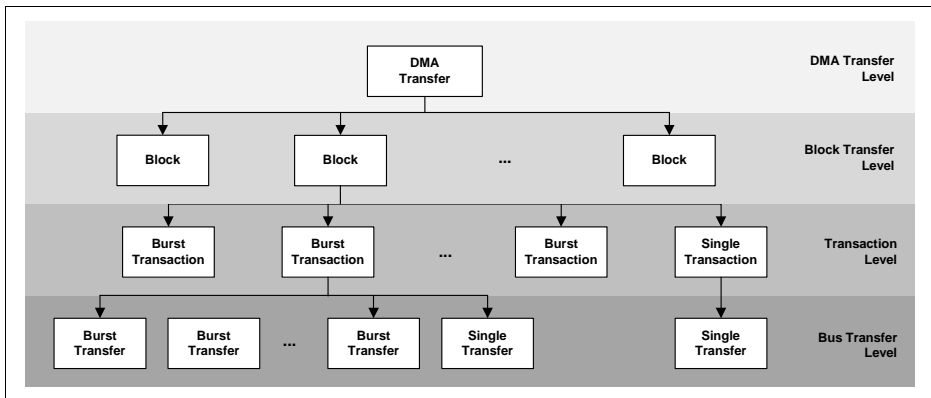 DMA
Transfer
DMA Transfer
Level
Block
Block
...
Block
Block Transfer
Level
Burst
Transaction
Burst
Transaction
...
Burst
Transaction
Single
Transaction
Transaction
Level
Burst
Transfer
Burst
Transfer
...
Burst
Transfer
Single
Transfer
Single
Transfer
Bus Transfer
Level